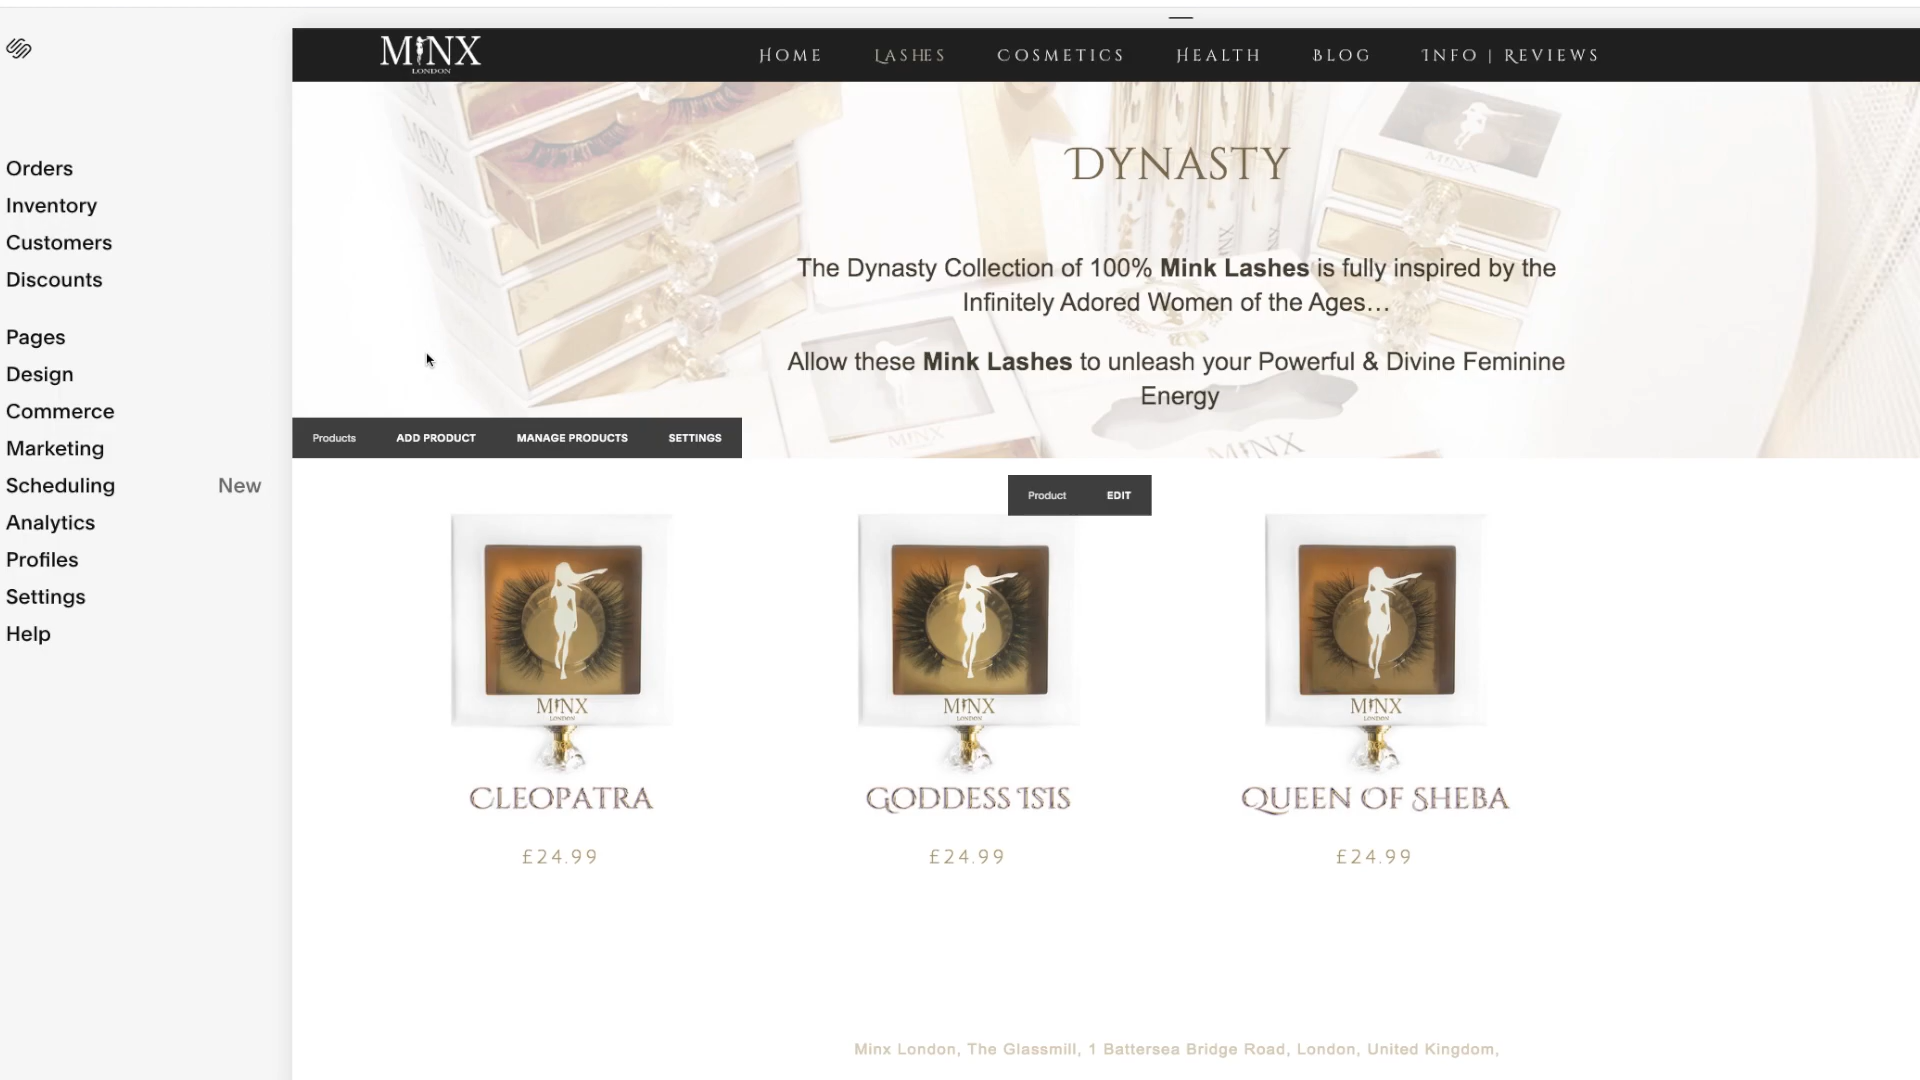 MINX
LONDON
HOME
LASHES
COSMETICS
HEALTH
BLOG
INFO | REVIEWS
Orders
Inventory
Customers
Discounts
Pages
Design
Commerce
Marketing
Scheduling New
Analytics
Profiles
Settings
Help
DYNASTY
The Dynasty Collection of 100% Mink Lashes is fully inspired by the
Infinitely Adored Women of the Ages...
Allow these Mink Lashes to unleash your Powerful & Divine Feminine
Energy
Products ADD PRODUCT MANAGE PRODUCTS SETTINGS
Product EDIT
MINX
LONDON
MINX
LONDON
MINX
LONDON
CLEOPATRA
GODDESS ISIS
QUEEN OF SHEBA
£24.99
£24.99
£24.99
Minx London, The Glassmill, 1 Battersea Bridge Road, London, United Kingdom,